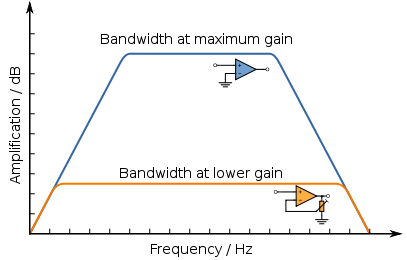 Bandwidth at maximum gain
Bandwidth at lower gain
Amplification / dB
Frequency / Hz